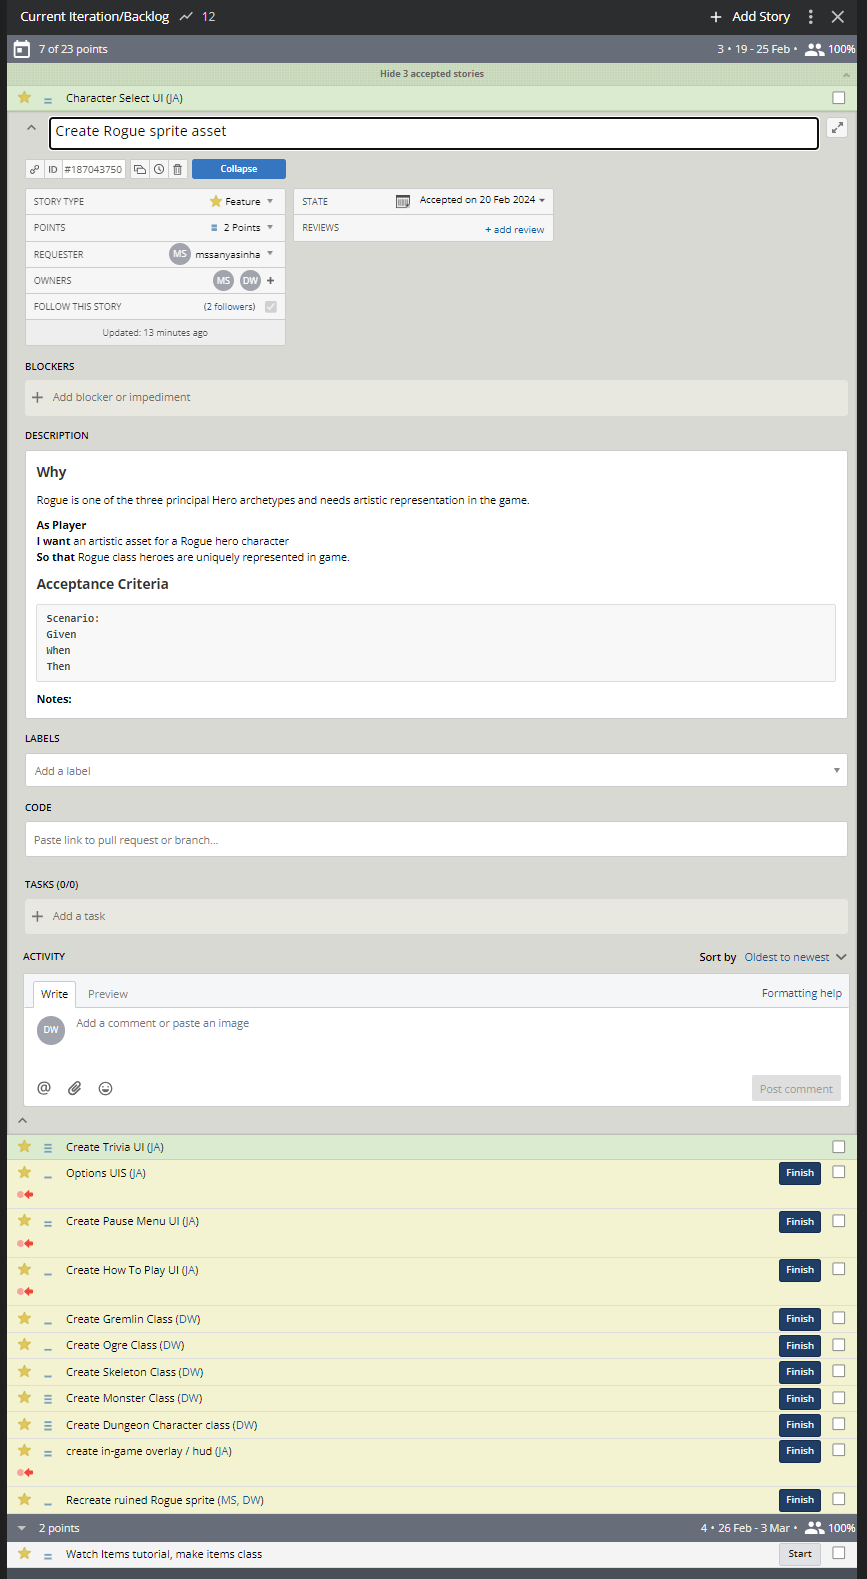 Current Iteration/Backlog 12 + Add Story
7 of 23 points 3 • 19 - 25 Feb • 100%
Hide 3 accepted stories
Character Select UI (JA)
Create Rogue sprite asset
ID #187043750 Collapse
STORY TYPE Feature
STATE Accepted on 20 Feb 2024
POINTS 2 Points
REVIEWS + add review
REQUESTER MS mssanyasinha
OWNERS MS DW +
FOLLOW THIS STORY (2 followers)
Updated: 13 minutes ago
BLOCKERS
+ Add blocker or impediment
DESCRIPTION
Why
Rogue is one of the three principal Hero archetypes and needs artistic representation in the game.
As Player
I want an artistic asset for a Rogue hero character
So that Rogue class heroes are uniquely represented in game.
Acceptance Criteria
Scenario:
Given
When
Then
Notes:
LABELS
Add a label
CODE
Paste link to pull request or branch...
TASKS (0/0)
+ Add a task
ACTIVITY Sort by Oldest to newest
Write Preview Formatting help
DW Add a comment or paste an image
@ Post comment
Create Trivia UI (JA)
Options UIS (JA) Finish
Create Pause Menu UI (JA) Finish
Create How To Play UI (JA) Finish
Create Gremlin Class (DW) Finish
Create Ogre Class (DW) Finish
Create Skeleton Class (DW) Finish
Create Monster Class (DW) Finish
Create Dungeon Character class (DW) Finish
create in-game overlay / hud (JA) Finish
Recreate ruined Rogue sprite (MS, DW) Finish
2 points 4 • 26 Feb - 3 Mar • 100%
Watch Items tutorial, make items class Start